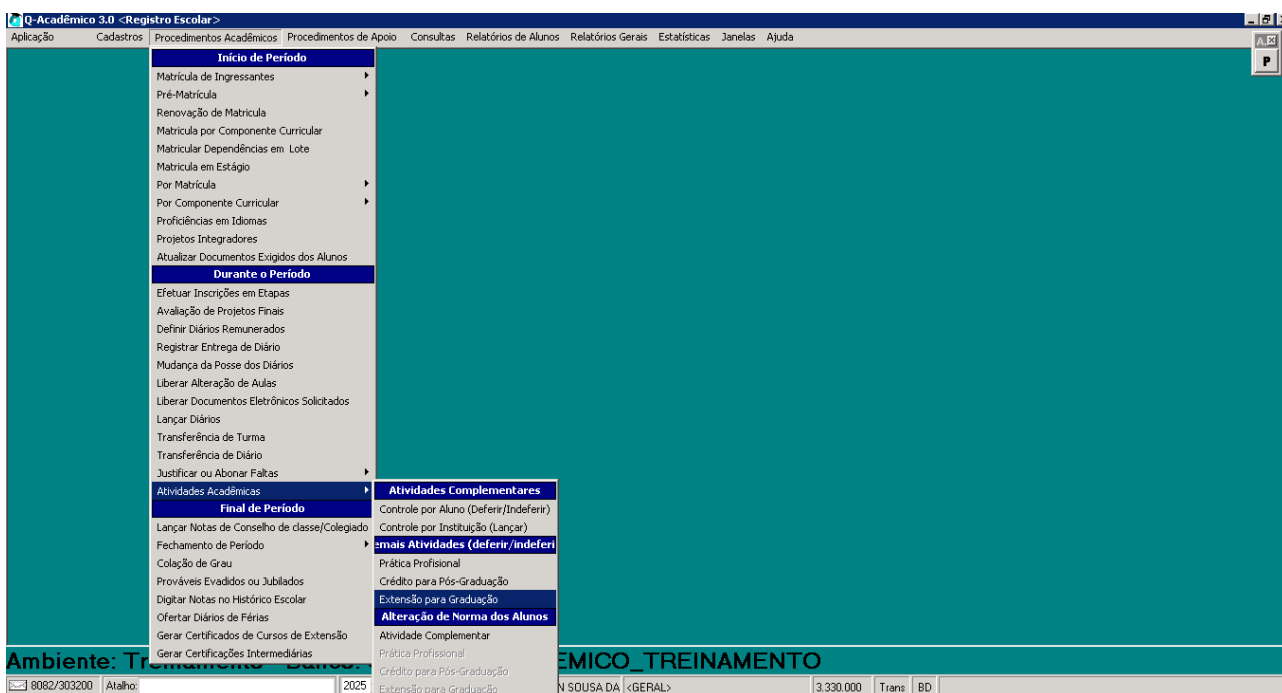 Q-Acadêmico 3.0 <Registro Escolar>
Aplicação Cadastros Procedimentos Acadêmicos Procedimentos de Apoio Consultas Relatórios de Alunos Relatórios Gerais Estatísticas Janelas Ajuda
A.
P
Início de Período
Matrícula de Ingressantes
Pré-Matrícula
Renovação de Matricula
Matricula por Componente Curricular
Matricular Dependências em Lote
Matricula em Estágio
Por Matrícula
Por Componente Curricular
Proficiências em Idiomas
Projetos Integradores
Atualizar Documentos Exigidos dos Alunos
Durante o Período
Efetuar Inscrições em Etapas
Avaliação de Projetos Finais
Definir Diários Remunerados
Registrar Entrega de Diário
Mudança da Posse dos Diários
Liberar Alteração de Aulas
Liberar Documentos Eletrônicos Solicitados
Lançar Diários
Transferência de Turma
Transferência de Diário
Justificar ou Abonar Faltas
Atividades Acadêmicas
Final de Período
Lançar Notas de Conselho de classe/Colegiado
Fechamento de Período
Colação de Grau
Prováveis Evadidos ou Jubilados
Digitar Notas no Histórico Escolar
Ofertar Diários de Férias
Gerar Certificados de Cursos de Extensão
Gerar Certificações Intermediárias
Atividades Complementares
Controle por Aluno (Deferir/Indeferir)
Controle por Instituição (Lançar)
emais Atividades (deferir/indeferi
Prática Profisional
Crédito para Pós-Graduação
Extensão para Graduação
Alteração de Norma dos Alunos
Atividade Complementar
Prática Profissional
Crédito para Pós-Graduação
Extensão para Graduação
Ambiente: EMICO_TREINAMENTO
8082/303200 Atalho: 2025 N SOUSA DA <GERAL> 3.330.000 Trans BD